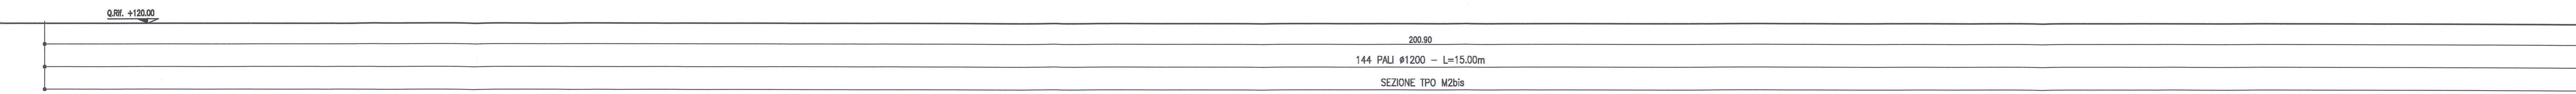 Q.Rif. +120.00
200.90
144 PALI ø1200 – L=15.00m
SEZIONE TPO M2bis